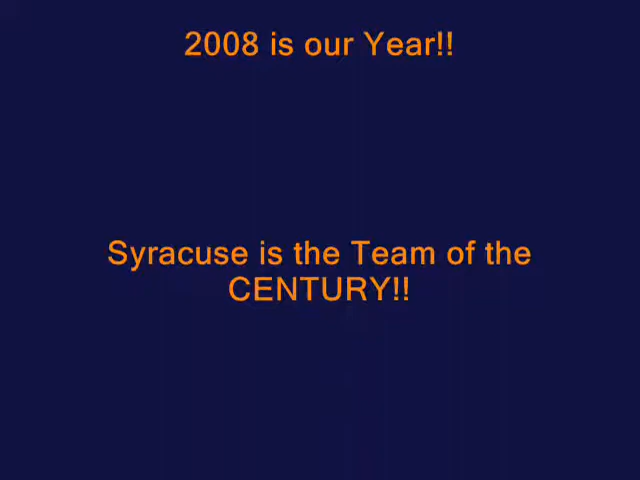 2008 is our Year!!
Syracuse is the Team of the
CENTURY!!